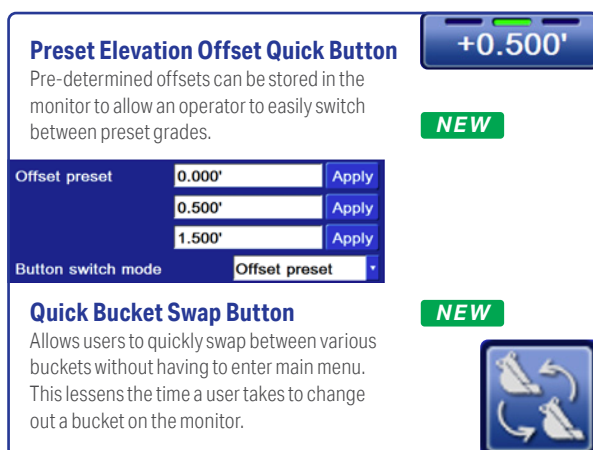 Preset Elevation Offset Quick Button
+0.500'
Pre-determined offsets can be stored in the
monitor to allow an operator to easily switch
between preset grades.
NEW
Offset preset 0.000' Apply
0.500' Apply
1.500' Apply
Button switch mode Offset preset
Quick Bucket Swap Button
NEW
Allows users to quickly swap between various
buckets without having to enter main menu.
This lessens the time a user takes to change
out a bucket on the monitor.